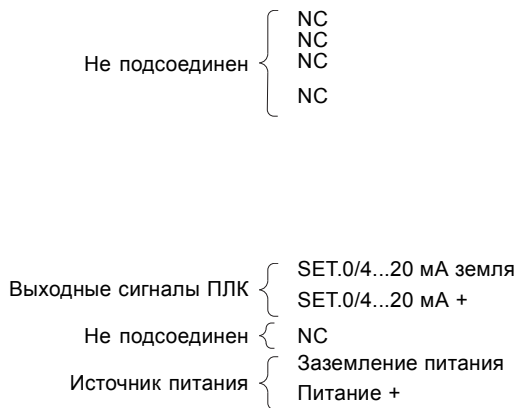 NC
NC
Не подсоединен NC
NC
SET.0/4...20 мА земля
Выходные сигналы ПЛК
SET.0/4...20 мА +
Не подсоединен NC
Заземление питания
Источник питания
Питание +